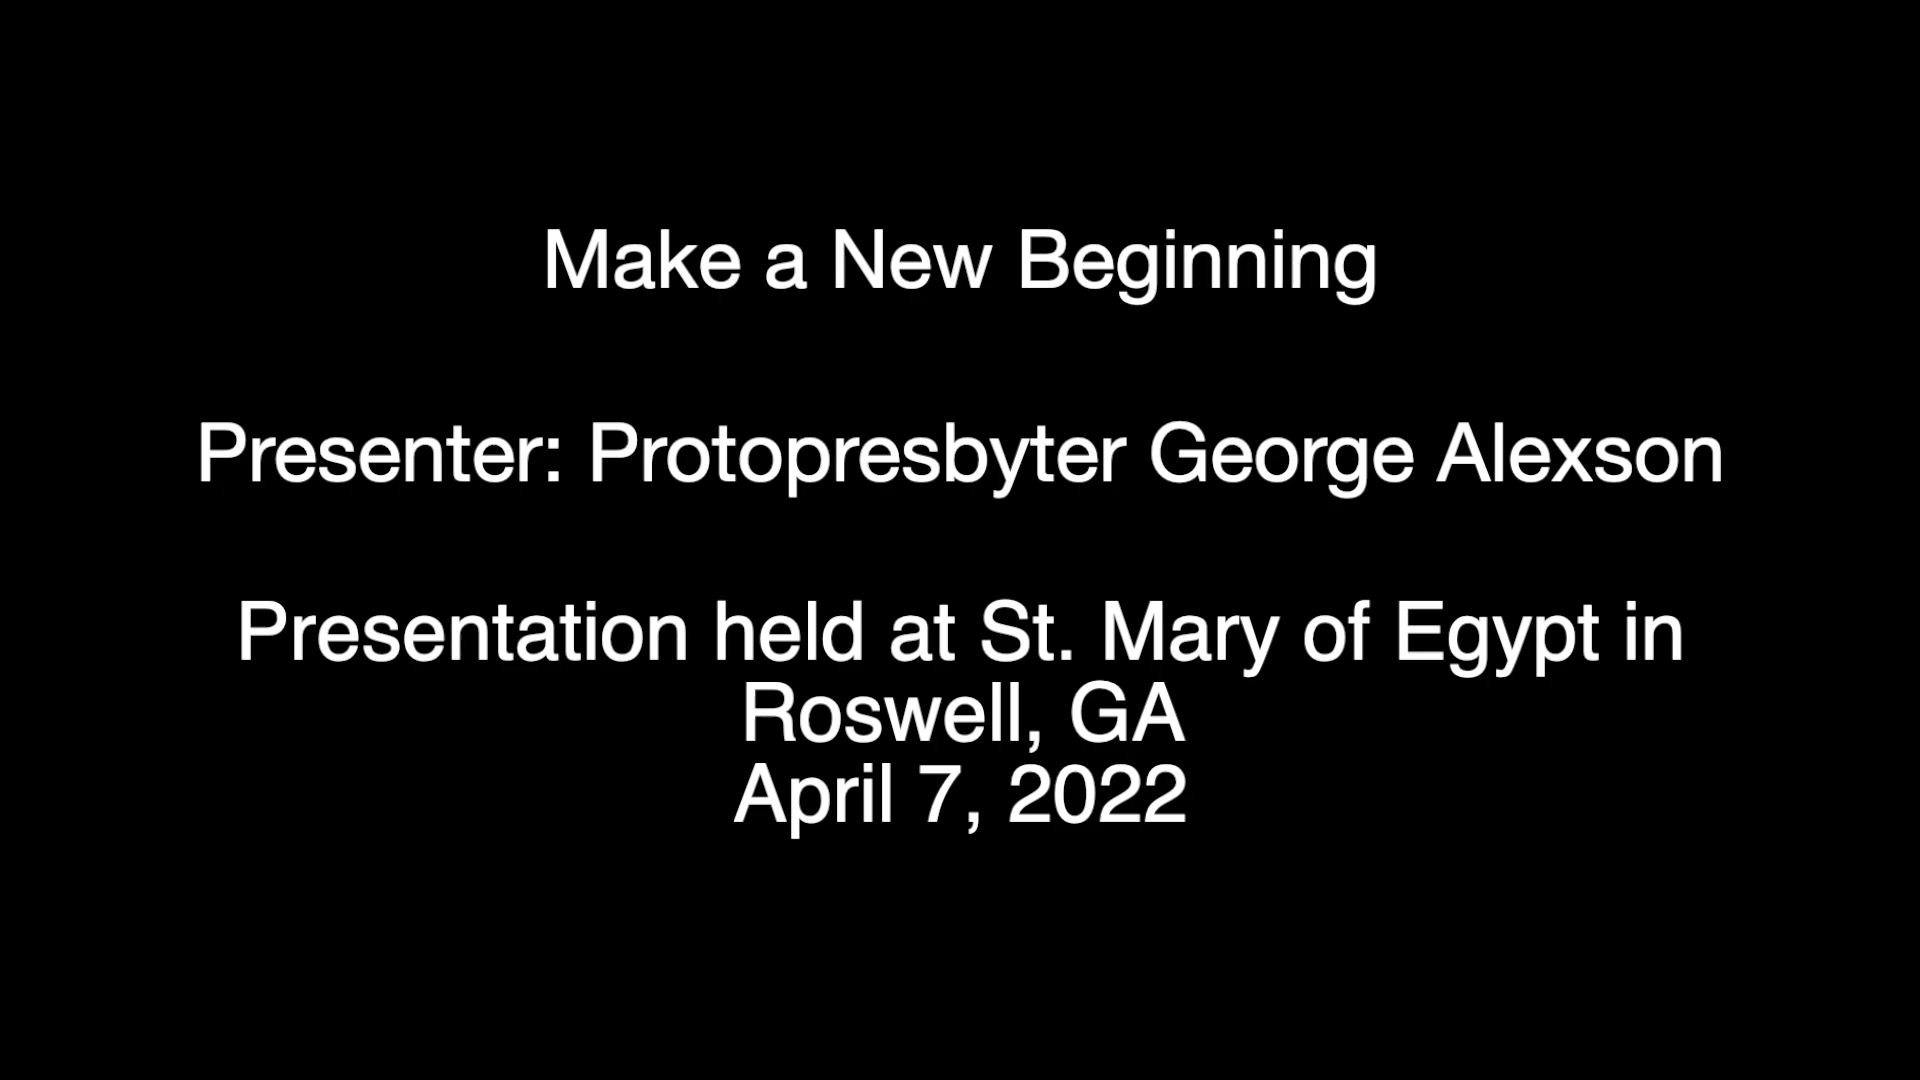 Make a New Beginning
Presenter: Protopresbyter George Alexson
Presentation held at St. Mary of Egypt in
Roswell, GA
April 7, 2022